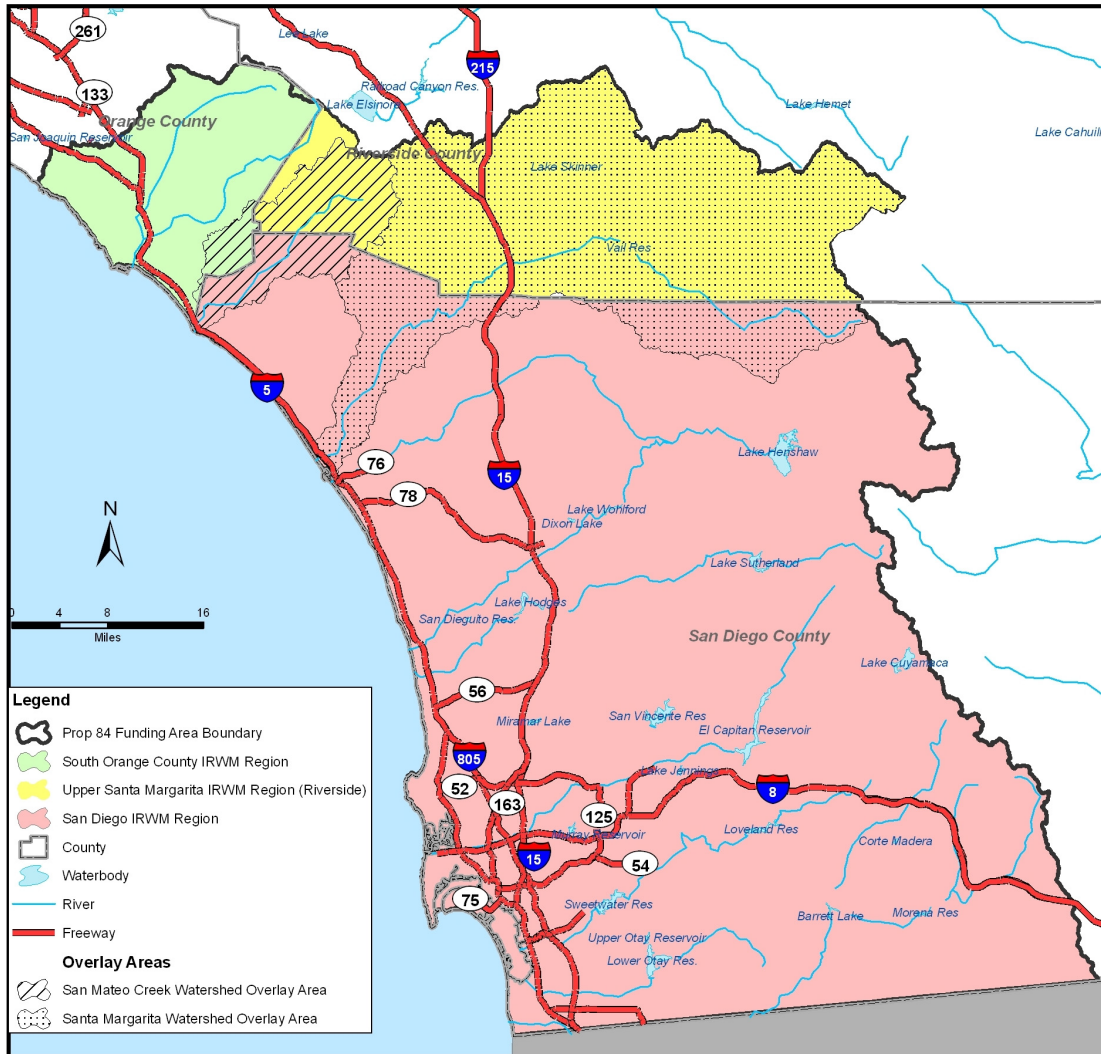 261
Lee Lake
215
133
Railroad Canyon Res.
Lake Elsinore
Lake Hemet
Orange County
San Joaquin Reservoir
Lake Cahuill
Riverside County
Lake Skinner
Vail Res
5
76
Lake Henshaw
15
78
Lake Wohlford
Dixon Lake
N
Lake Sutherland
Lake Hodges
San Dieguito Res.
0 4 8 16
Miles
San Diego County
Lake Cuyamaca
56
Miramar Lake
San Vincente Res
El Capitan Reservoir
805
Lake Jennings
52
163
8
125
Murray Reservoir
Loveland Res
Corte Madera
15
54
75
Sweetwater Res
Barrett Lake
Morena Res
Upper Otay Reservoir
Lower Otay Res.
Legend
Prop 84 Funding Area Boundary
South Orange County IRWM Region
Upper Santa Margarita IRWM Region (Riverside)
San Diego IRWM Region
County
Waterbody
River
Freeway
Overlay Areas
San Mateo Creek Watershed Overlay Area
Santa Margarita Watershed Overlay Area